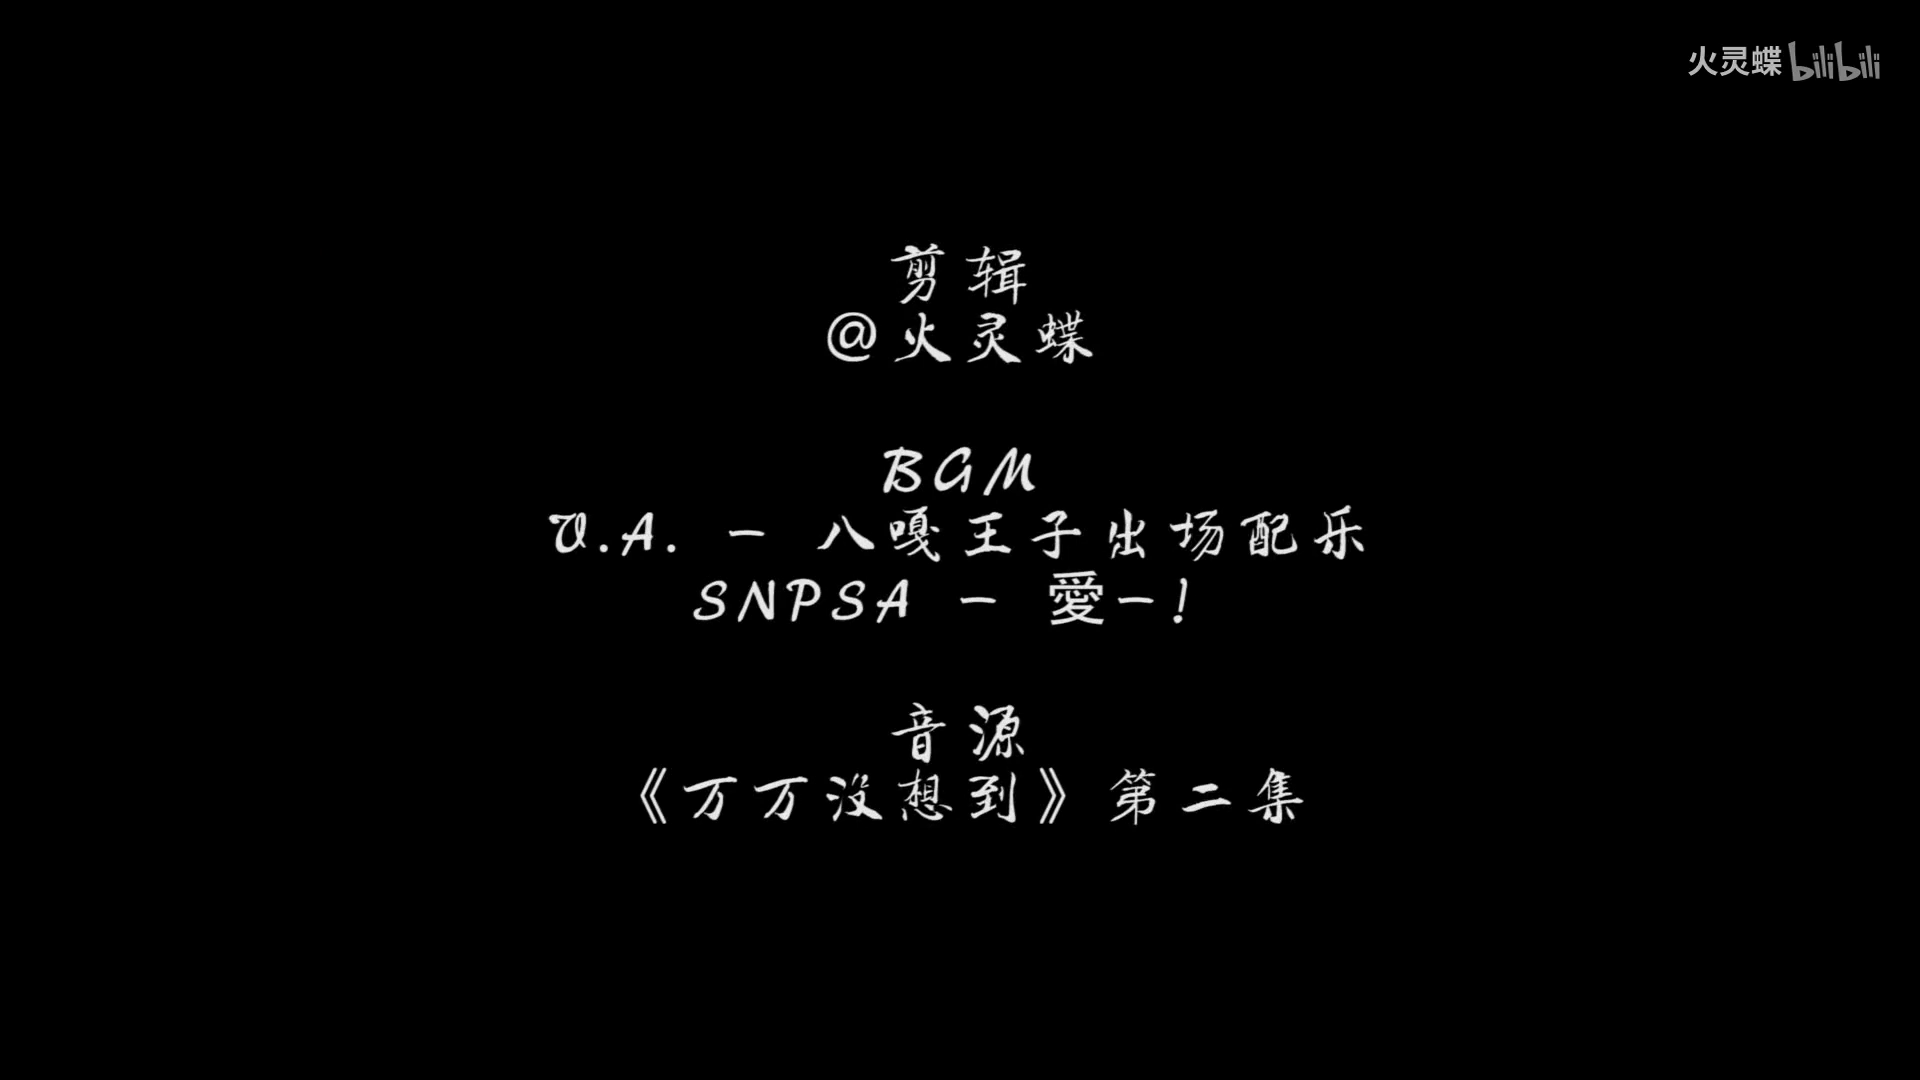 火灵蝶 bilibili
剪辑
@火灵蝶
BGM
V.A. - 八嘎王子出场配乐
SNPSA - 愛-!
音源
《万万没想到》第二集